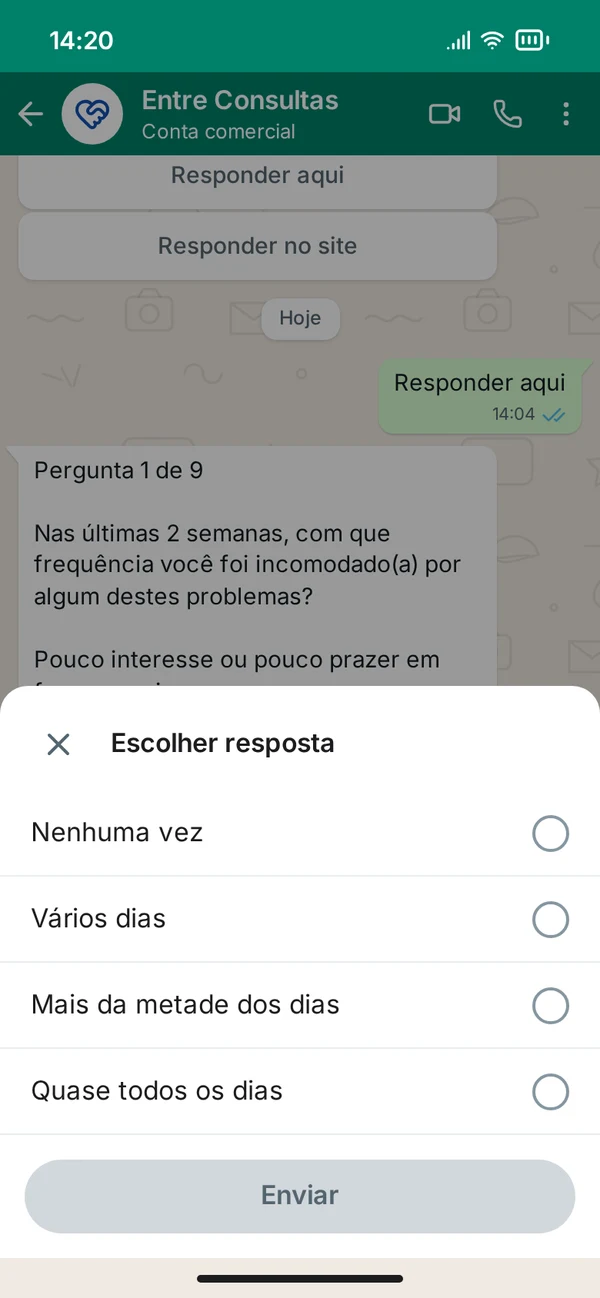 14:20
Entre Consultas
Conta comercial
Responder aqui
Responder no site
Hoje
Responder aqui
14:04
Pergunta 1 de 9
Nas últimas 2 semanas, com que
frequência você foi incomodado(a) por
algum destes problemas?
Pouco interesse ou pouco prazer em
Escolher resposta
Nenhuma vez
Vários dias
Mais da metade dos dias
Quase todos os dias
Enviar